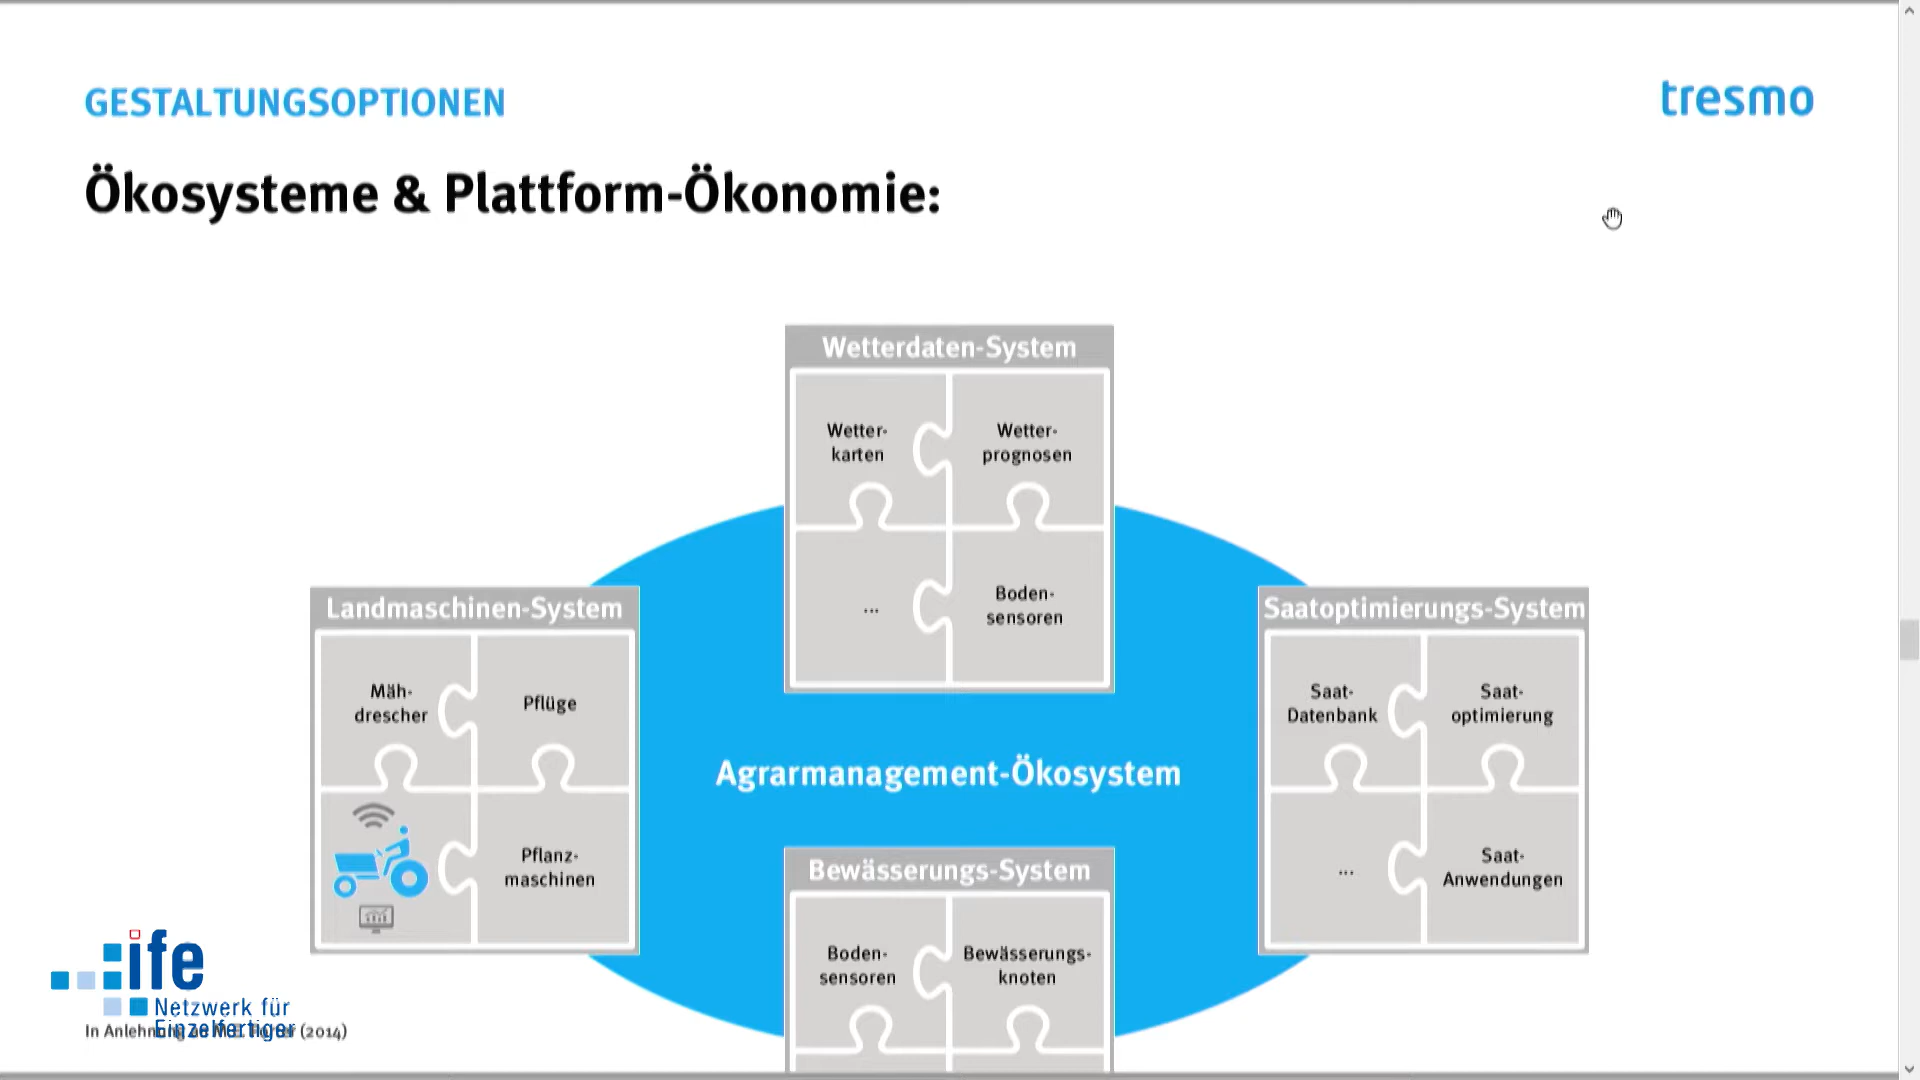 GESTALTUNGSOPTIONEN
tresmo
Ökosysteme & Plattform-Ökonomie:
Wetterdaten-System
Wetter-
karten
Wetter-
prognosen
...
Boden-
sensoren
Landmaschinen-System
Mäh-
drescher
Pflüge
Pflanz-
maschinen
Agrarmanagement-Ökosystem
Saatoptimierungs-System
Saat-
Datenbank
Saat-
optimierung
...
Saat-
Anwendungen
Bewässerungs-System
Boden-
sensoren
Bewässerungs-
knoten
ife
Netzwerk für
Einzelfertiger
In Anlehnung (2014)